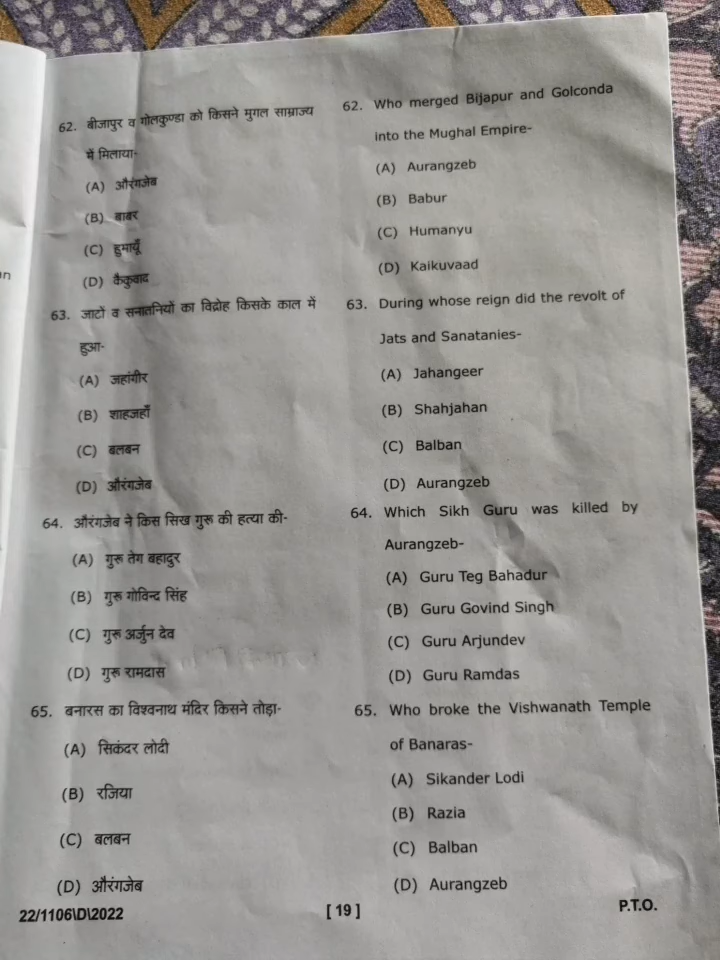 62. बीजापुर व गोलकुण्डा को किसने मुगल साम्राज्य
में मिलाया-
(A) औरंगजेब
(B) बाबर
(C) हुमायूँ
(D) कैकुवाद
63. जाटों व सनातनियों का विद्रोह किसके काल में
हुआ-
(A) जहांगीर
(B) शाहजहाँ
(C) बलबन
(D) औरंगजेब
64. औरंगजेब ने किस सिख गुरू की हत्या की-
(A) गुरू तेग बहादुर
(B) गुरू गोविन्द सिंह
(C) गुरू अर्जुन देव
(D) गुरू रामदास
65. बनारस का विश्वनाथ मंदिर किसने तोड़ा-
(A) सिकंदर लोदी
(B) रजिया
(C) बलबन
(D) औरंगजेब
62. Who merged Bijapur and Golconda
into the Mughal Empire-
(A) Aurangzeb
(B) Babur
(C) Humanyu
(D) Kaikuvaad
63. During whose reign did the revolt of
Jats and Sanatanies-
(A) Jahangeer
(B) Shahjahan
(C) Balban
(D) Aurangzeb
64. Which Sikh Guru was killed by
Aurangzeb-
(A) Guru Teg Bahadur
(B) Guru Govind Singh
(C) Guru Arjundev
(D) Guru Ramdas
65. Who broke the Vishwanath Temple
of Banaras-
(A) Sikander Lodi
(B) Razia
(C) Balban
(D) Aurangzeb
22/1106\D\2022
[ 19 ]
P.T.O.